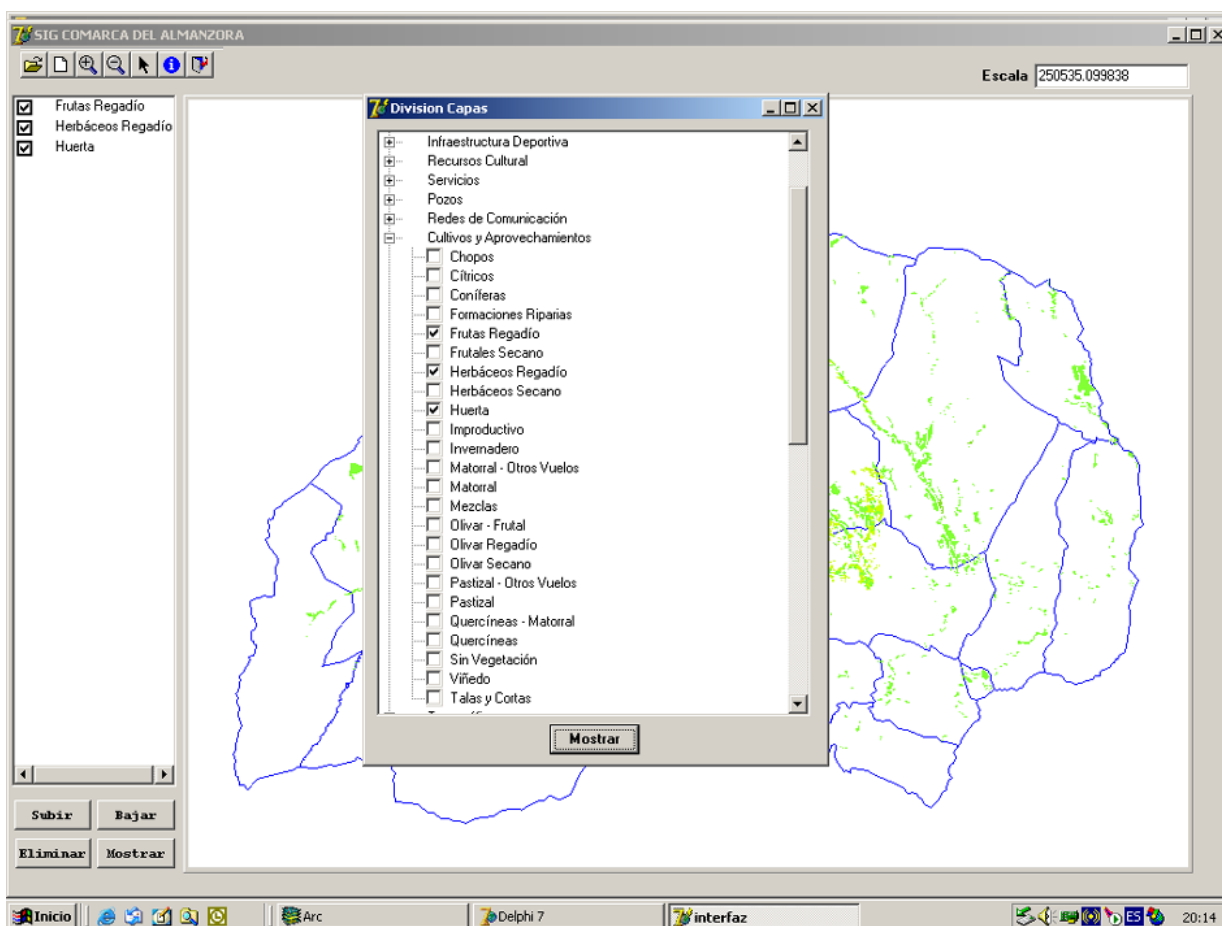 SIG COMARCA DEL ALMANZORA
Escala 250535.099838
Frutas Regadío
Herbáceos Regadío
Huerta
Division Capas
Infraestructura Deportiva
Recursos Cultural
Servicios
Pozos
Redes de Comunicación
Cultivos y Aprovechamientos
Chopos
Cítricos
Coníferas
Formaciones Riparias
Frutas Regadío
Frutales Secano
Herbáceos Regadío
Herbáceos Secano
Huerta
Improductivo
Invernadero
Matorral - Otros Vuelos
Matorral
Mezclas
Olivar - Frutal
Olivar Regadío
Olivar Secano
Pastizal - Otros Vuelos
Pastizal
Quercíneas - Matorral
Quercíneas
Sin Vegetación
Viñedo
Talas y Cortas
Mostrar
Subir Bajar
Eliminar Mostrar
Inicio Arc Delphi 7 interfaz ES 20:14